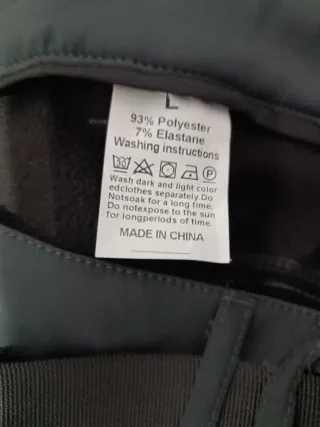 L
93% Polyester
7% Elastane
Washing instructions
P
Wash dark and light color
edclothes separately.Do
Notsoak for a long time.
Do notexpose to the sun
for longperiods of time.
MADE IN CHINA